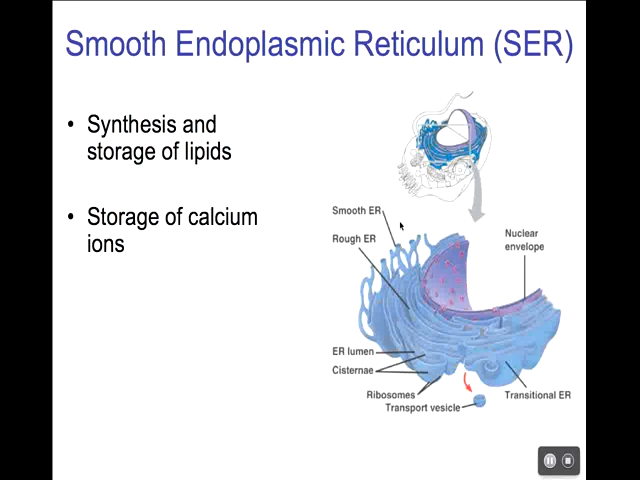 Smooth Endoplasmic Reticulum (SER)
• Synthesis and
storage of lipids
• Storage of calcium
ions
Smooth ER
Rough ER
Nuclear
envelope
ER lumen
Cisternae
Ribosomes
Transport vesicle
Transitional ER